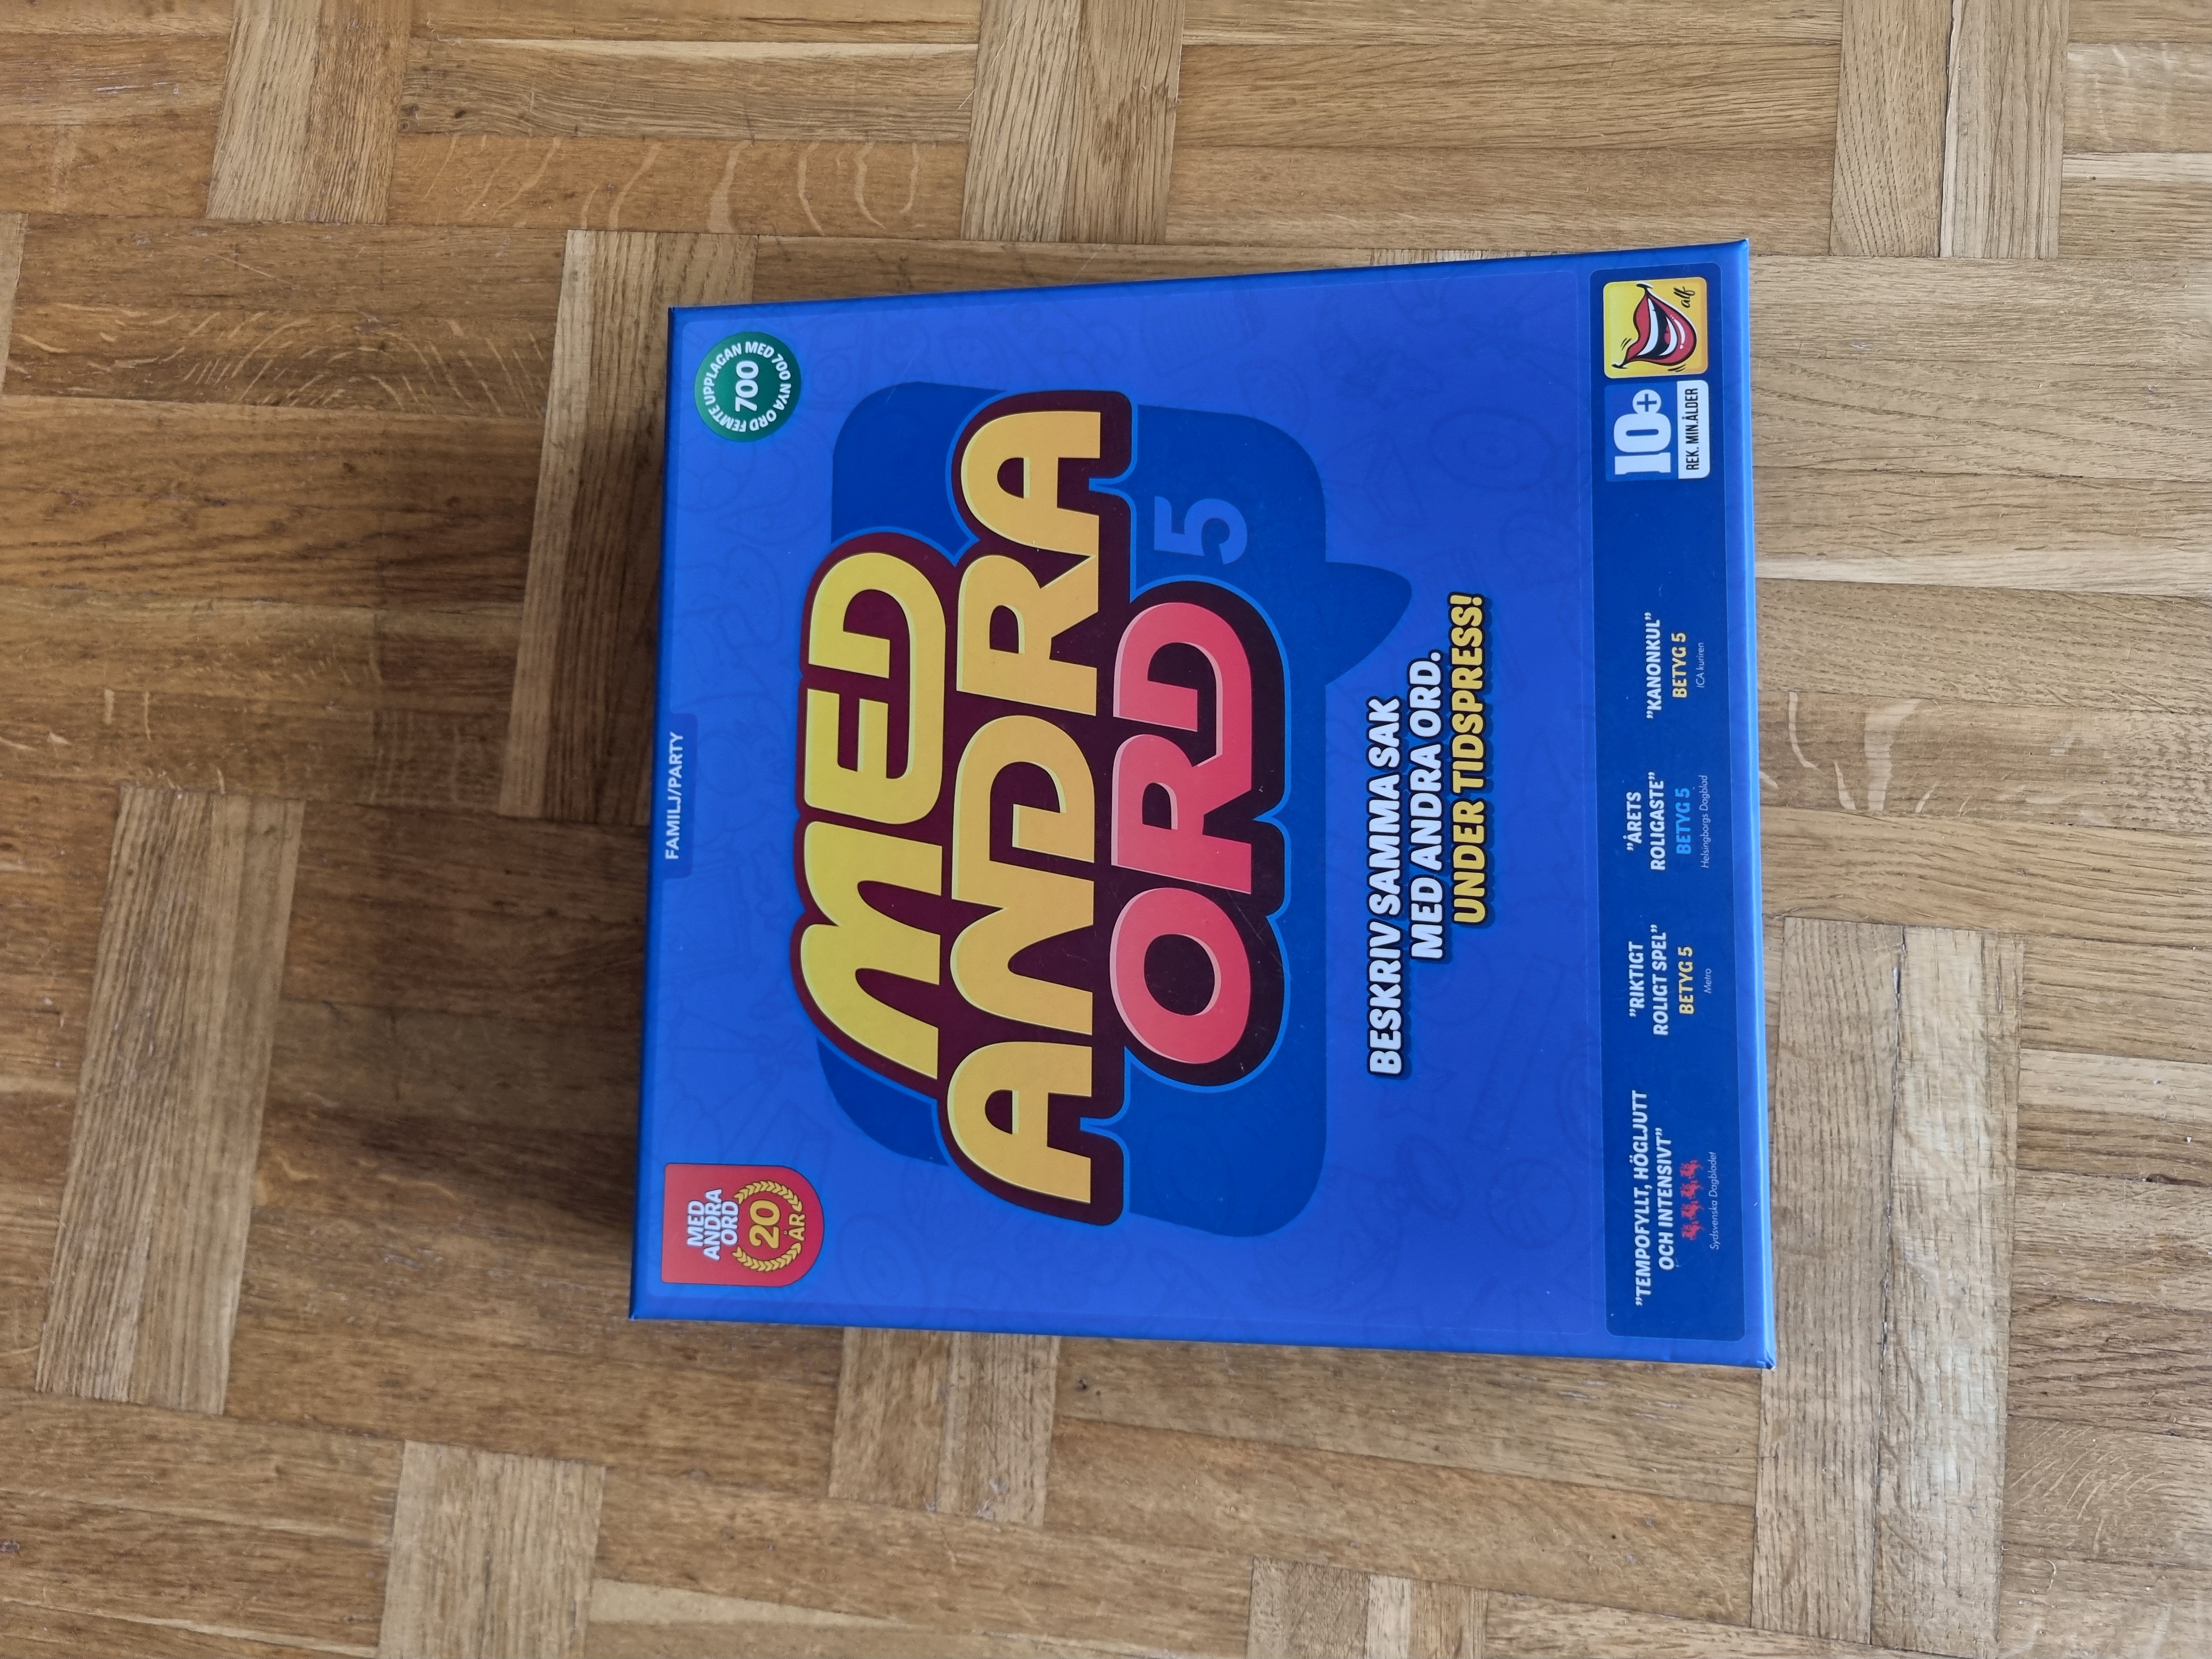 FAMILJ/PARTY
MED
ANDRA
ORD
20
ÅR
FEMTE UPPLAGAN MED 700 NYA ORD
700
MED
ANDRA
ORD 5
BESKRIV SAMMA SAK
MED ANDRA ORD.
UNDER TIDSPRESS!
"TEMPOFYLLT, HÖGLJUTT
OCH INTENSIVT"
Sydsvenska Dagbladet
"RIKTIGT
ROLIGT SPEL"
BETYG 5
Metro
"ÅRETS
ROLIGASTE"
BETYG 5
Helsingborgs Dagblad
"KANONKUL"
BETYG 5
ICA kuriren
10+
REK. MIN.ÅLDER
alf